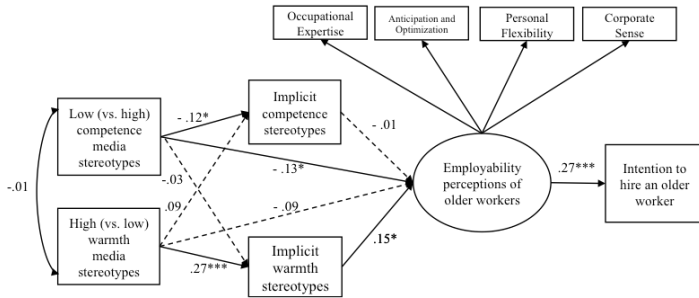 Occupational
Expertise
Anticipation and
Optimization
Personal
Flexibility
Corporate
Sense
Low (vs. high)
competence
media
stereotypes
Implicit
competence
stereotypes
- .12*
- .01
- .13*
-.03
-.01
.09
- .09
High (vs. low)
warmth
media
stereotypes
.27***
Implicit
warmth
stereotypes
.15*
Employability
perceptions of
older workers
.27***
Intention to
hire an older
worker